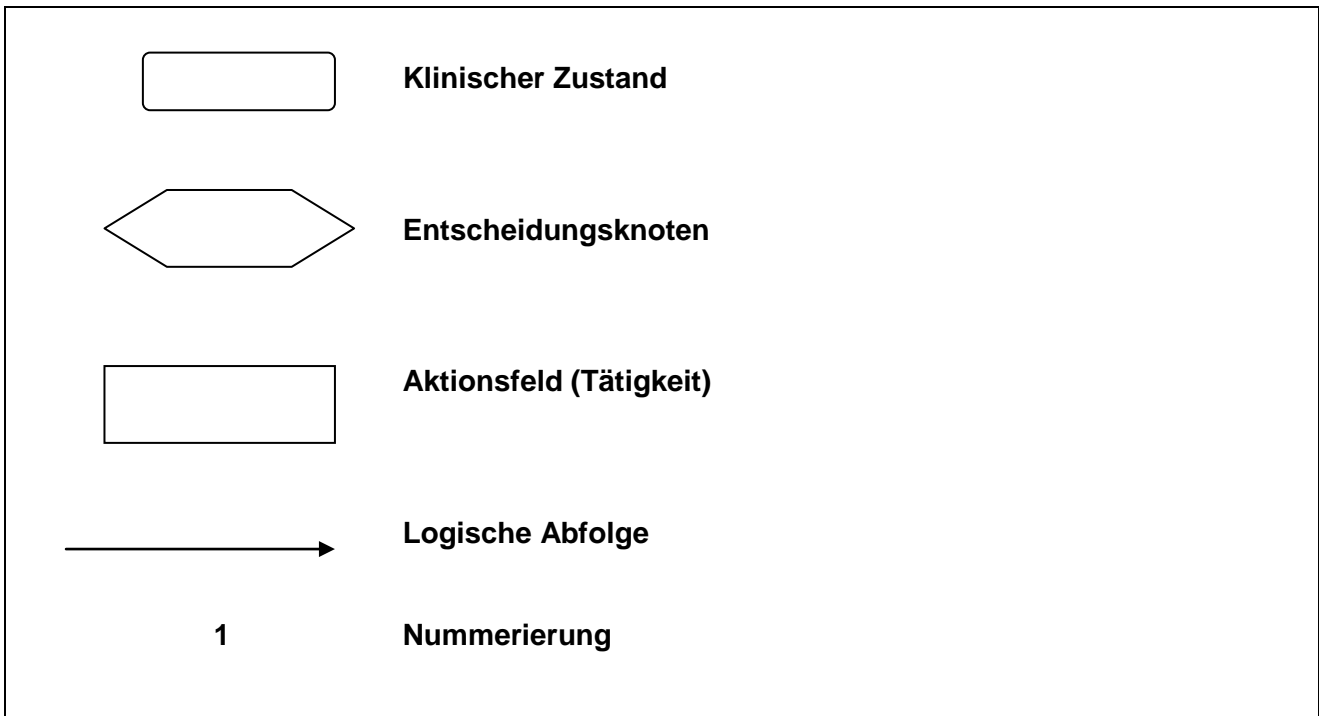 Klinischer Zustand
Entscheidungsknoten
Aktionsfeld (Tätigkeit)
Logische Abfolge
1 Nummerierung